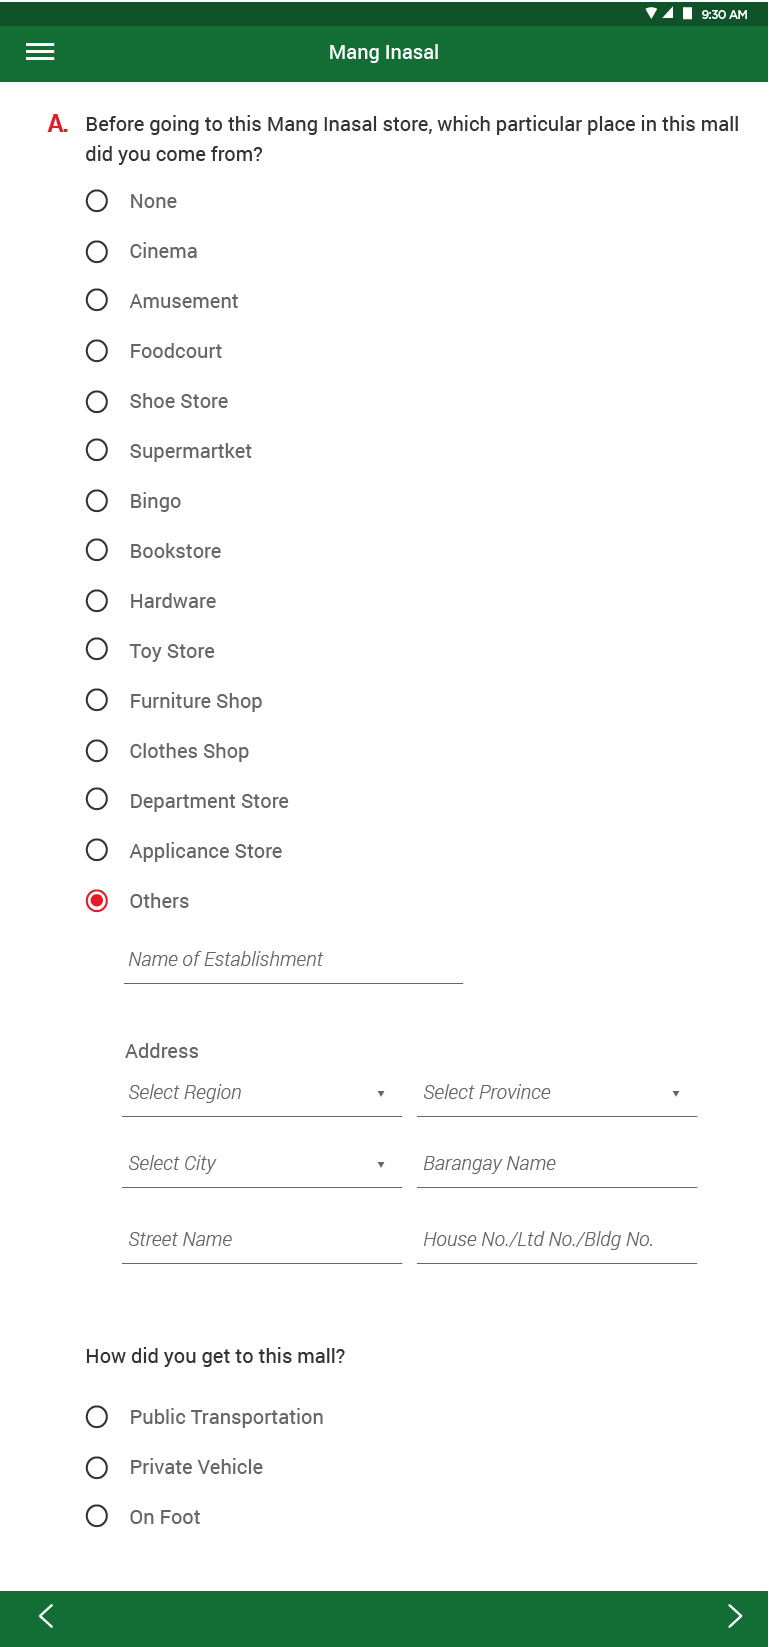 9:30 AM
Mang Inasal
A. Before going to this Mang Inasal store, which particular place in this mall
did you come from?
None
Cinema
Amusement
Foodcourt
Shoe Store
Supermartket
Bingo
Bookstore
Hardware
Toy Store
Furniture Shop
Clothes Shop
Department Store
Applicance Store
Others
Name of Establishment
Address
Select Region Select Province
Select City Barangay Name
Street Name House No./Ltd No./Bldg No.
How did you get to this mall?
Public Transportation
Private Vehicle
On Foot